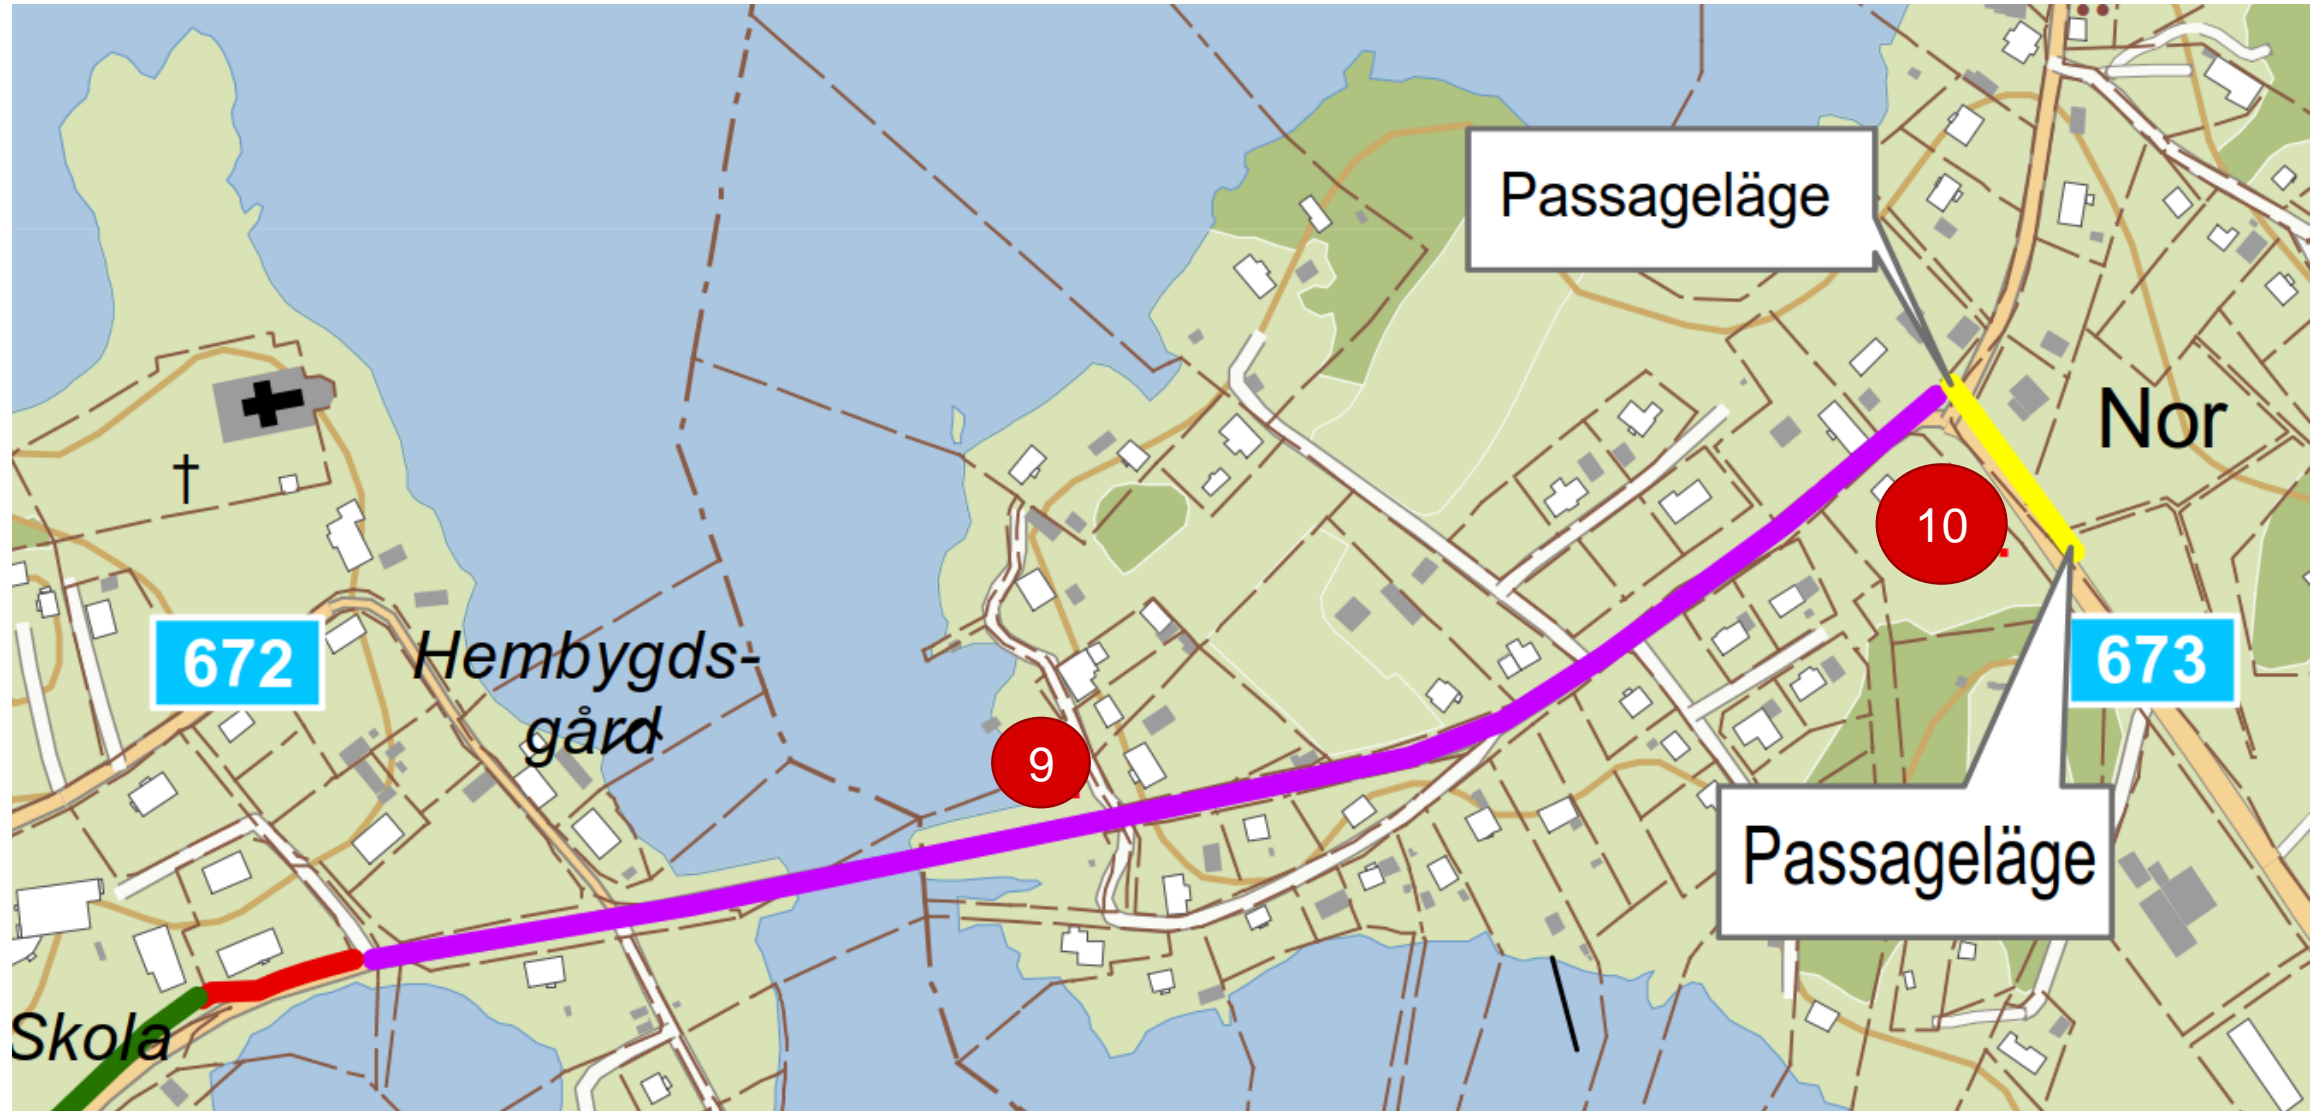 Passageläge
Nor
†
10
672
Hembygds-
gård
673
9
Passageläge
Skola